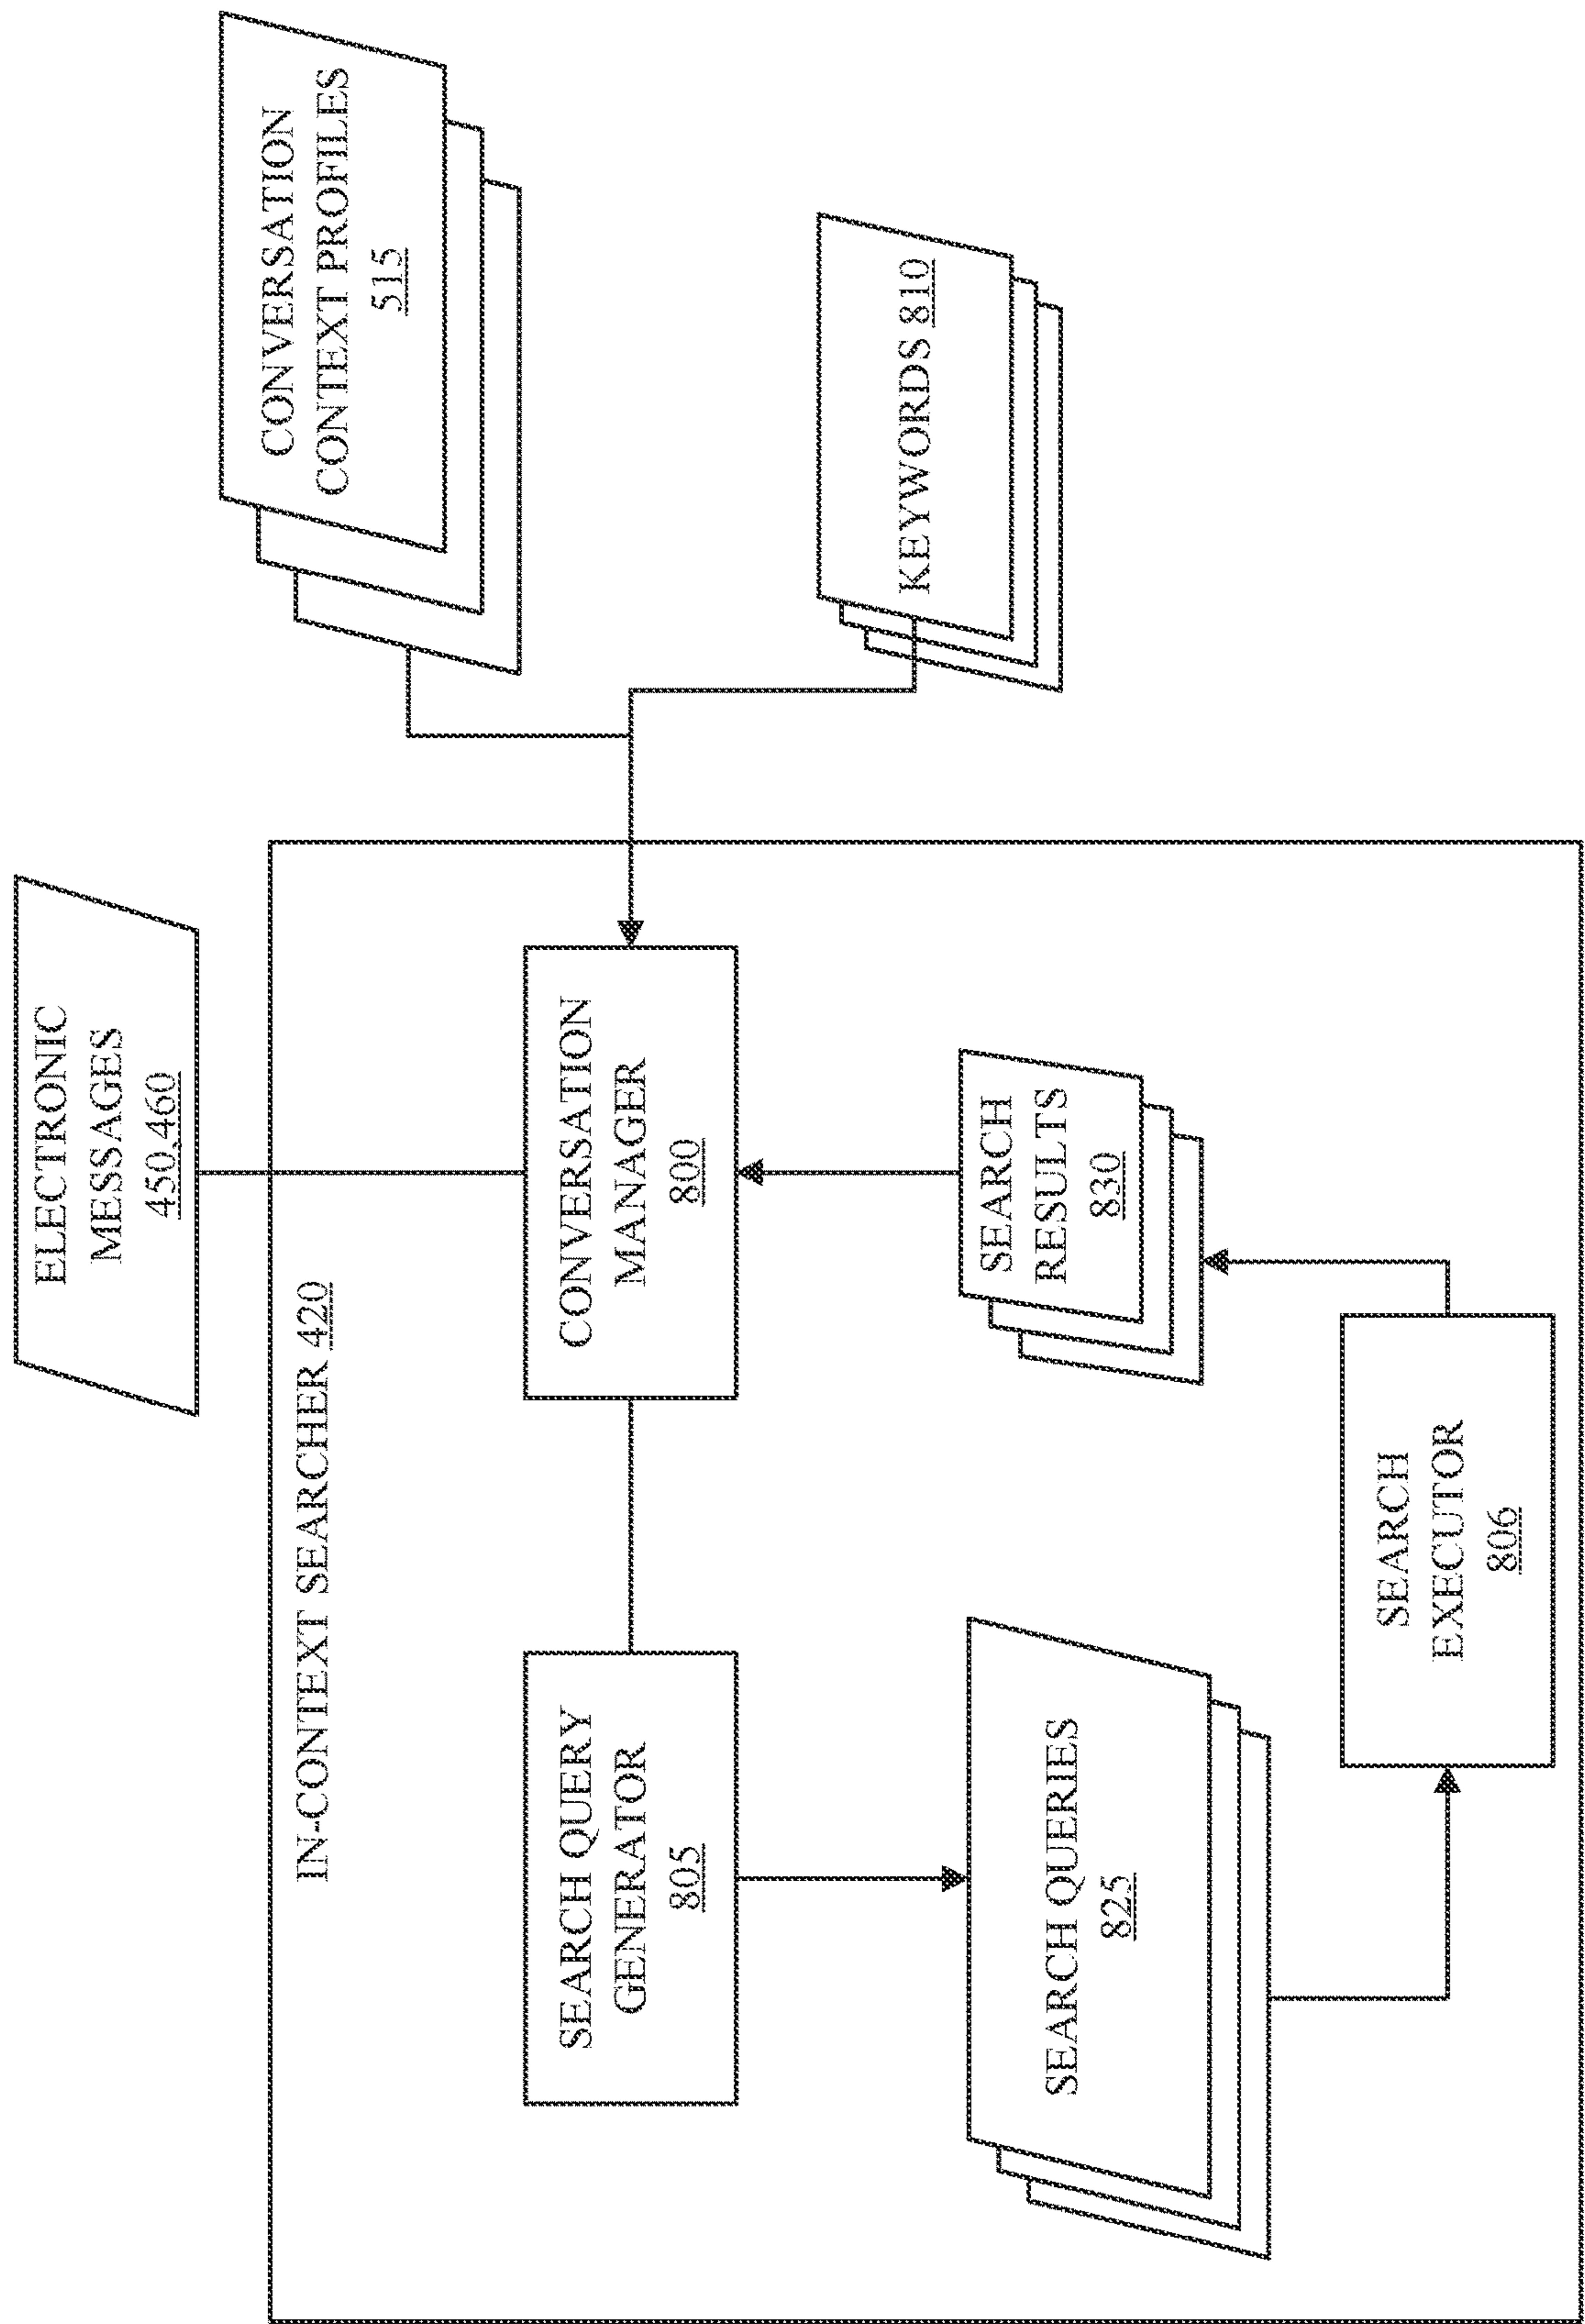 ELECTRONIC
MESSAGES
450,460
IN-CONTEXT SEARCHER 420
CONVERSATION
CONTEXT PROFILES
515
SEARCH QUERY
GENERATOR
805
CONVERSATION
MANAGER
800
KEYWORDS 810
SEARCH QUERIES
825
SEARCH
RESULTS
830
SEARCH
EXECUTOR
806